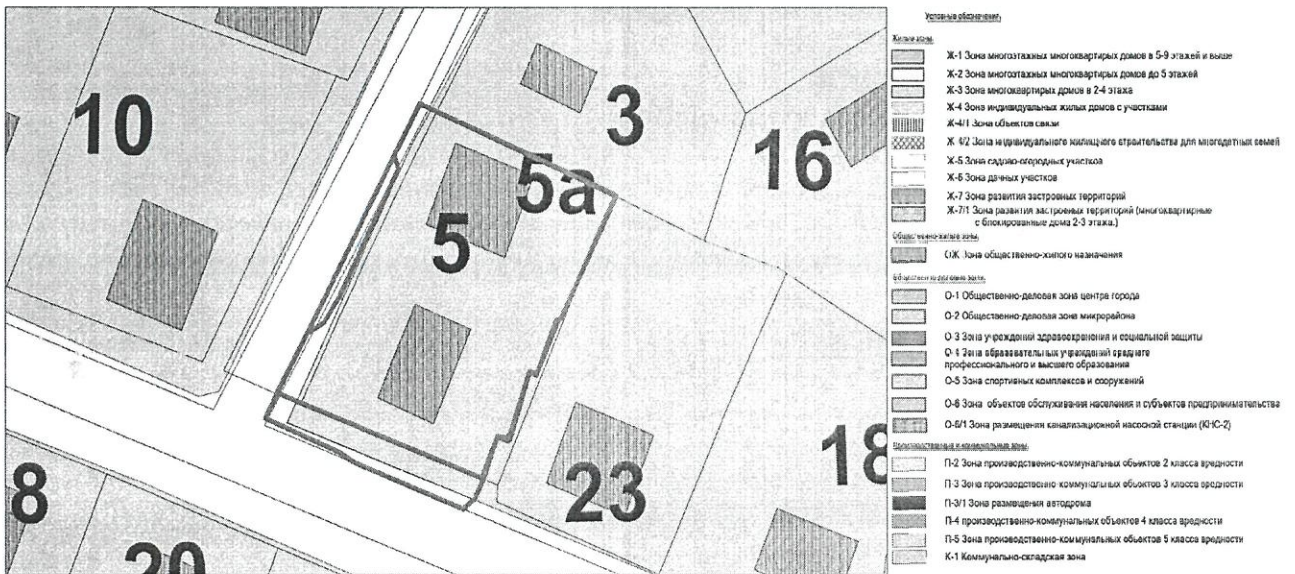 10
3
5а
16
5
23
18
8
20
Условные обозначения.
Жилые зоны.
Ж-1 Зона многоэтажных многоквартирых домов в 5-9 этажей и выше
Ж-2 Зона многоэтажных многоквартирых домов до 5 этажей
Ж-3 Зона многоквартирых домов в 2-4 этажа
Ж-4 Зона индивидуальных жилых домов с участками
Ж-4/1 Зона объектов связи
Ж-4/2 Зона индивидуального жилищного строительства для многодетных семей
Ж-5 Зона садово-огородных участков
Ж-6 Зона дачных участков
Ж-7 Зона развития застроеных территорий
Ж-7/1 Зона развития застроеных территорий (многоквартирные
с блокированные дома 2-3 этажа.)
Общественно-жилые зоны.
ОЖ Зона общественно-жилого назначения
Общественно-деловые зоны.
О-1 Общественно-деловая зона центра города
О-2 Общественно-деловая зона микрорайона
О-3 Зона учреждений здравоохранения и социальной защиты
О-4 Зона образовательных учреждений среднего
профессионального и высшего образования
О-5 Зона спортивных комплексов и сооружений
О-6 Зона объектов обслуживания населения и субъектов предпринимательства
О-6/1 Зона размещения канализационной насосной станции (КНС-2)
Производственные и коммунальные зоны.
П-2 Зона производственно-коммунальных объектов 2 класса вредности
П-3 Зона производственно-коммунальных объектов 3 класса вредности
П-3/1 Зона размещения автодрома
П-4 производственно-коммунальных объектов 4 класса вредности
П-5 Зона производственно-коммунальных объектов 5 класса вредности
К-1 Коммунально-складская зона